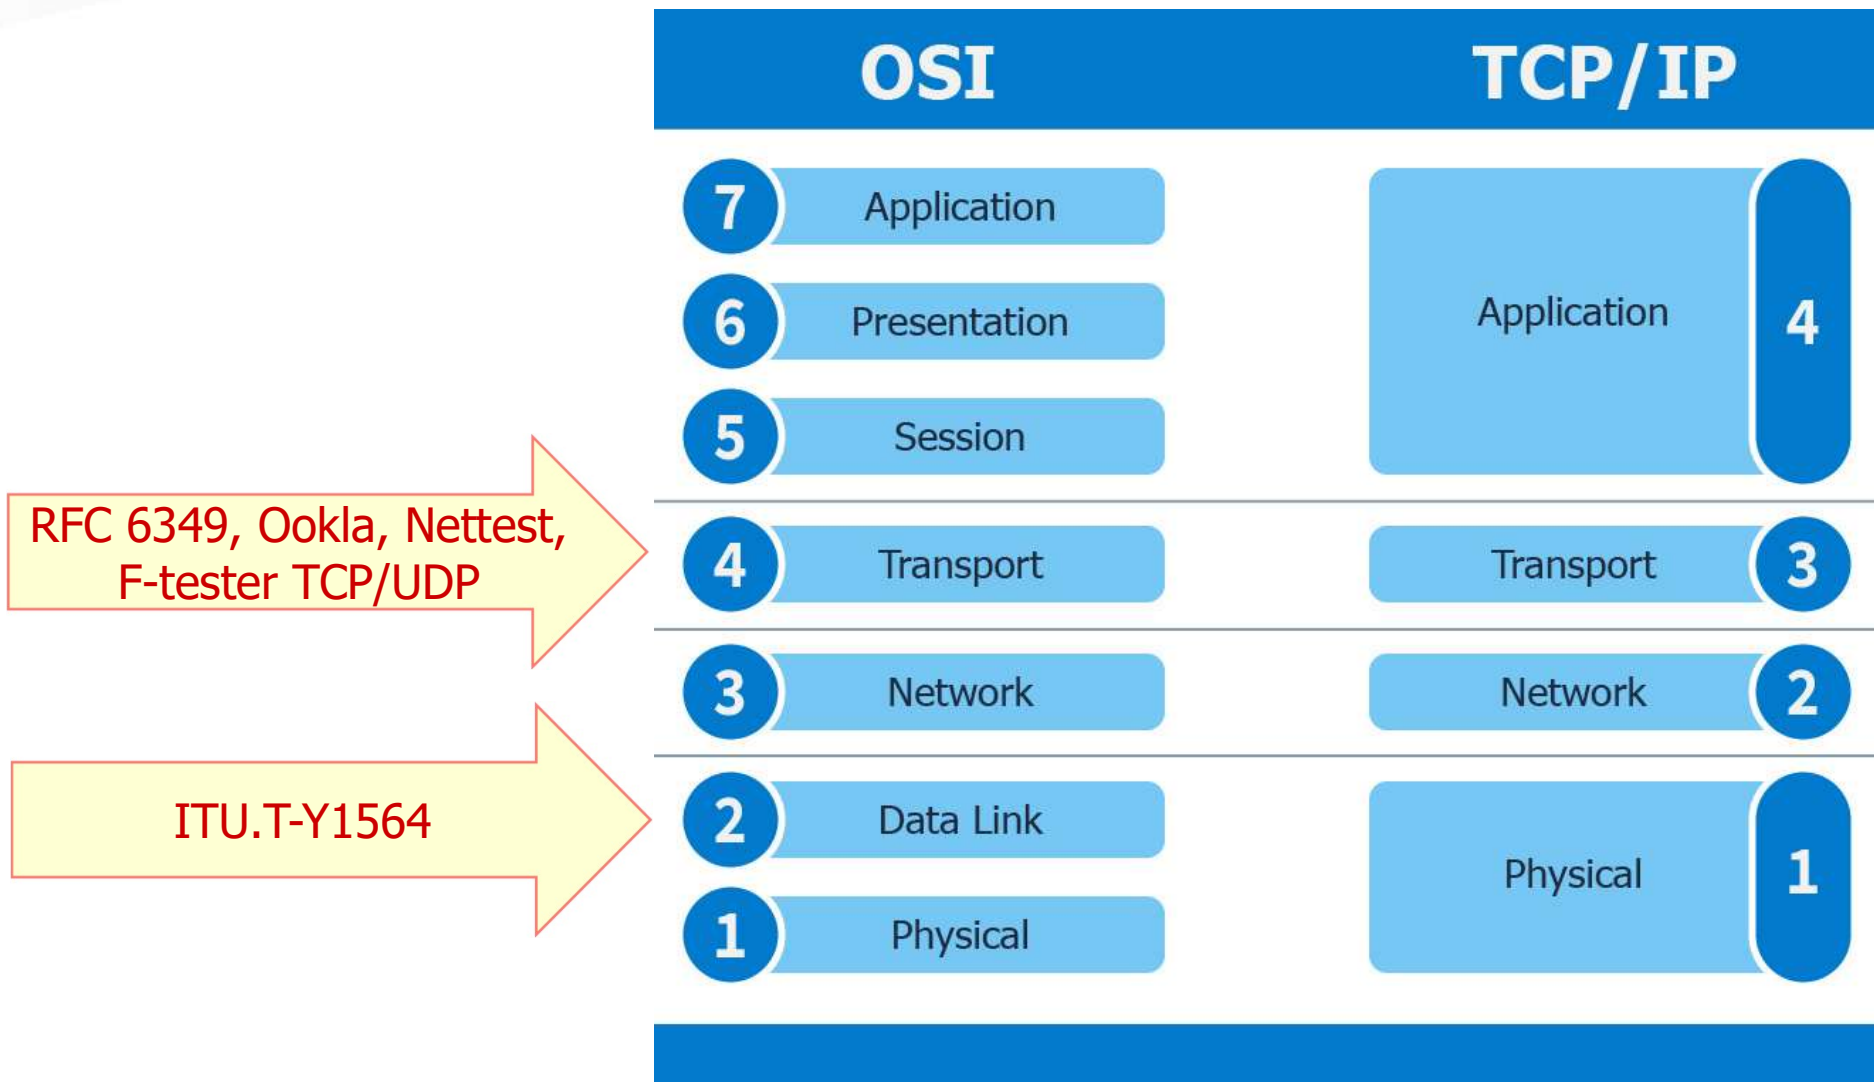 OSI
TCP/IP
7
Application
6
Presentation
5
Session
Application
4
RFC 6349, Ookla, Nettest,
F-tester TCP/UDP
4
Transport
Transport
3
3
Network
Network
2
ITU.T-Y1564
2
Data Link
1
Physical
Physical
1